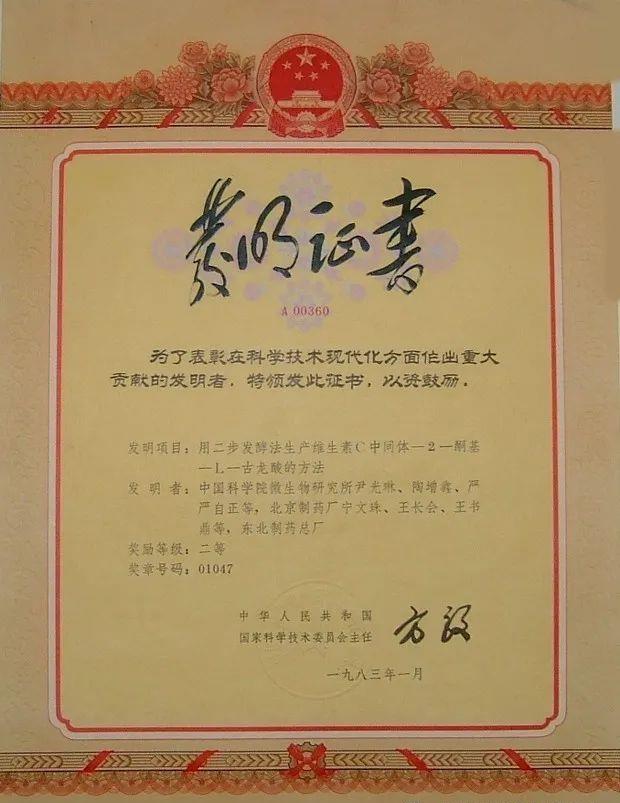 发明证书
A 00360
为了表彰在科学技术现代化方面作出重大
贡献的发明者，特颁发此证书，以资鼓励。
发明项目：用二步发酵法生产维生素C中间体—2—酮基
—L—古龙酸的方法
发 明 者：中国科学院微生物研究所尹光琳、陶增鑫、严
严自正等，北京制药厂宁文珠、王长会、王书
鼎等，东北制药总厂
奖励等级：二等
奖章号码：01047
中华人民共和国
国家科学技术委员会主任 方毅
一九八三年一月